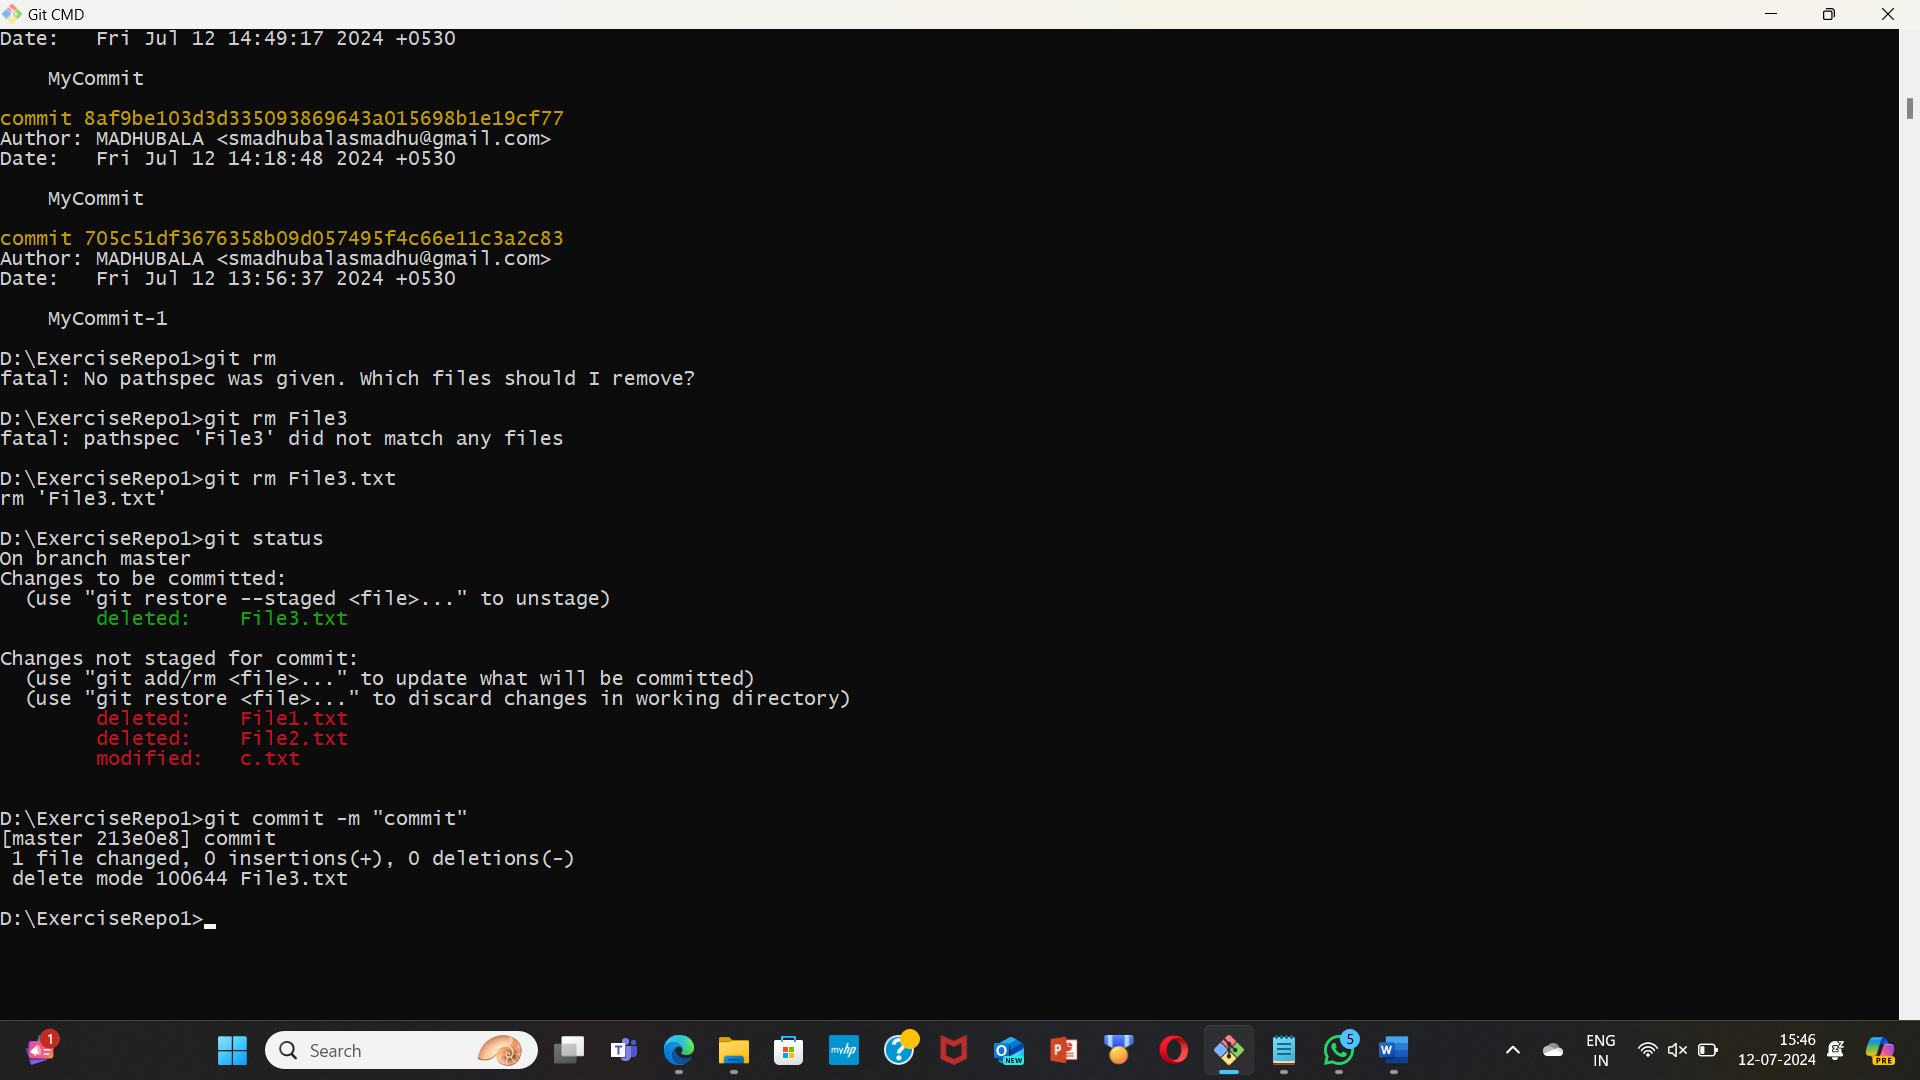 Git CMD
Date:   Fri Jul 12 14:49:17 2024 +0530
    MyCommit
commit 8af9be103d3d335093869643a015698b1e19cf77
Author: MADHUBALA <smadhubalasmadhu@gmail.com>
Date:   Fri Jul 12 14:18:48 2024 +0530
    MyCommit
commit 705c51df3676358b09d057495f4c66e11c3a2c83
Author: MADHUBALA <smadhubalasmadhu@gmail.com>
Date:   Fri Jul 12 13:56:37 2024 +0530
    MyCommit-1
D:\ExerciseRepo1>git rm
fatal: No pathspec was given. Which files should I remove?
D:\ExerciseRepo1>git rm File3
fatal: pathspec 'File3' did not match any files
D:\ExerciseRepo1>git rm File3.txt
rm 'File3.txt'
D:\ExerciseRepo1>git status
On branch master
Changes to be committed:
  (use "git restore --staged <file>..." to unstage)
        deleted:    File3.txt
Changes not staged for commit:
  (use "git add/rm <file>..." to update what will be committed)
  (use "git restore <file>..." to discard changes in working directory)
        deleted:    File1.txt
        deleted:    File2.txt
        modified:   c.txt
D:\ExerciseRepo1>git commit -m "commit"
[master 213e0e8] commit
 1 file changed, 0 insertions(+), 0 deletions(-)
 delete mode 100644 File3.txt
D:\ExerciseRepo1>
1
Search
myhp
NEW
5
ENG
IN
15:46
12-07-2024
PRE